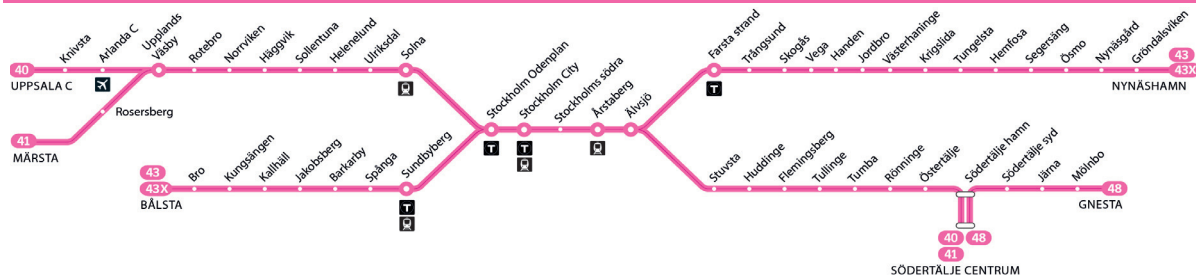 40
UPPSALA C
Knivsta
Arlanda C
Upplands
Väsby
Rotebro
Norrviken
Häggvik
Sollentuna
Helenelund
Ulriksdal
Solna
Rosersberg
41
MÄRSTA
43
43X
BÅLSTA
Bro
Kungsängen
Kallhäll
Jakobsberg
Barkarby
Spånga
Sundbyberg
T
Stockholm Odenplan
T
Stockholm City
T
Stockholms södra
Årstaberg
Älvsjö
Farsta strand
T
Trångsund
Skogås
Vega
Handen
Jordbro
Västerhaninge
Krigslida
Tungelsta
Hemfosa
Segersäng
Ösmo
Nynäsgård
Gröndalsviken
43
43X
NYNÄSHAMN
Stuvsta
Huddinge
Flemingsberg
Tullinge
Tumba
Rönninge
Östertälje
Södertälje hamn
Södertälje syd
Järna
Mölnbo
48
GNESTA
40
48
41
SÖDERTÄLJE CENTRUM